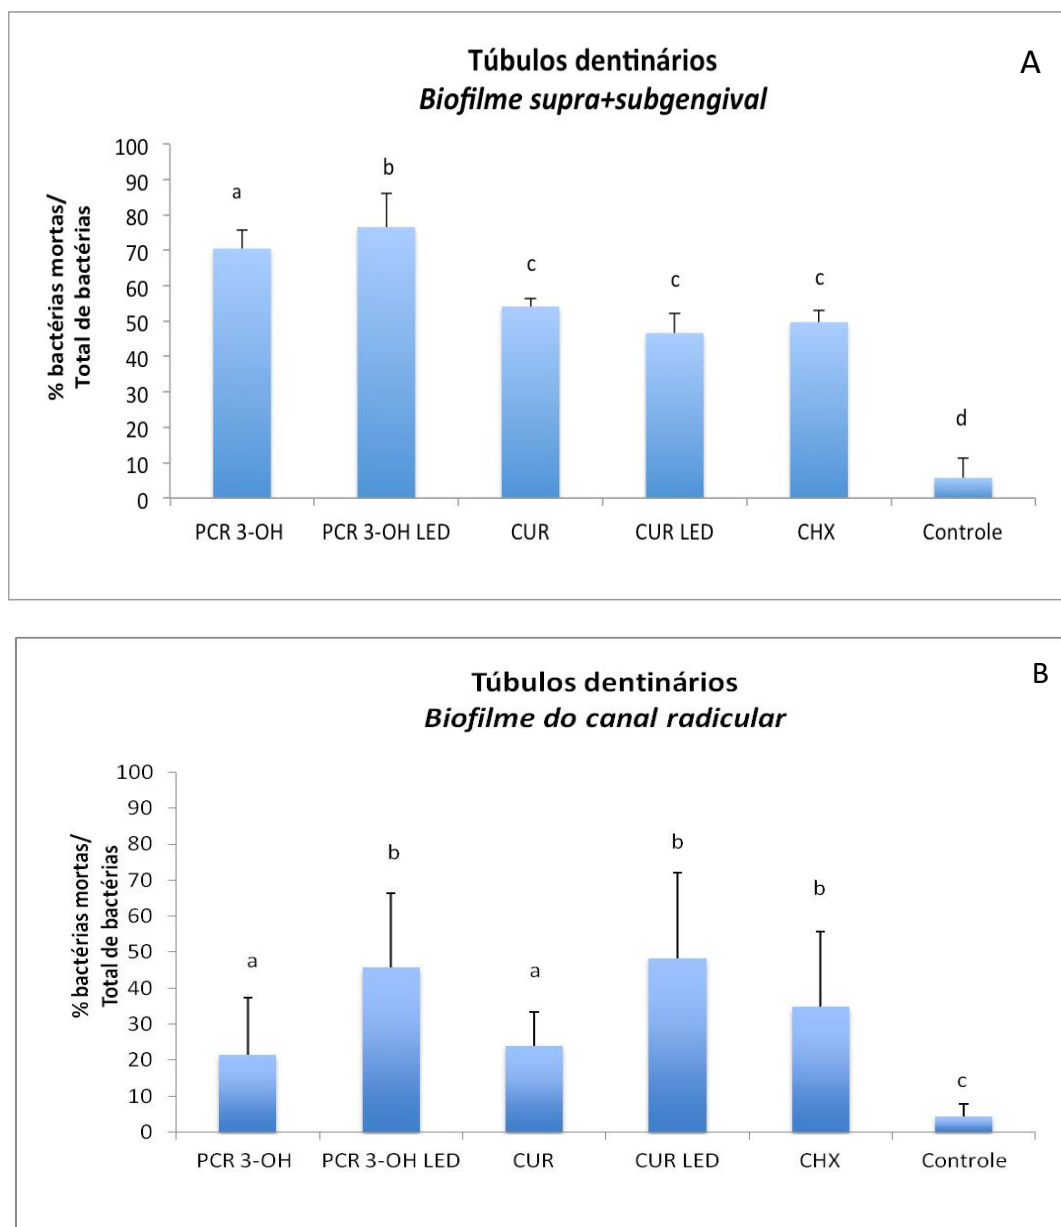 A
Túbulos dentinários
Biofilme supra+subgengival
% bactérias mortas/
Total de bactérias
100
90
80
70
60
50
40
30
20
10
0
a
b
c
c
c
d
PCR 3-OH
PCR 3-OH LED
CUR
CUR LED
CHX
Controle
B
Túbulos dentinários
Biofilme do canal radicular
% bactérias mortas/
Total de bactérias
100
90
80
70
60
50
40
30
20
10
0
a
b
a
b
b
c
PCR 3-OH
PCR 3-OH LED
CUR
CUR LED
CHX
Controle